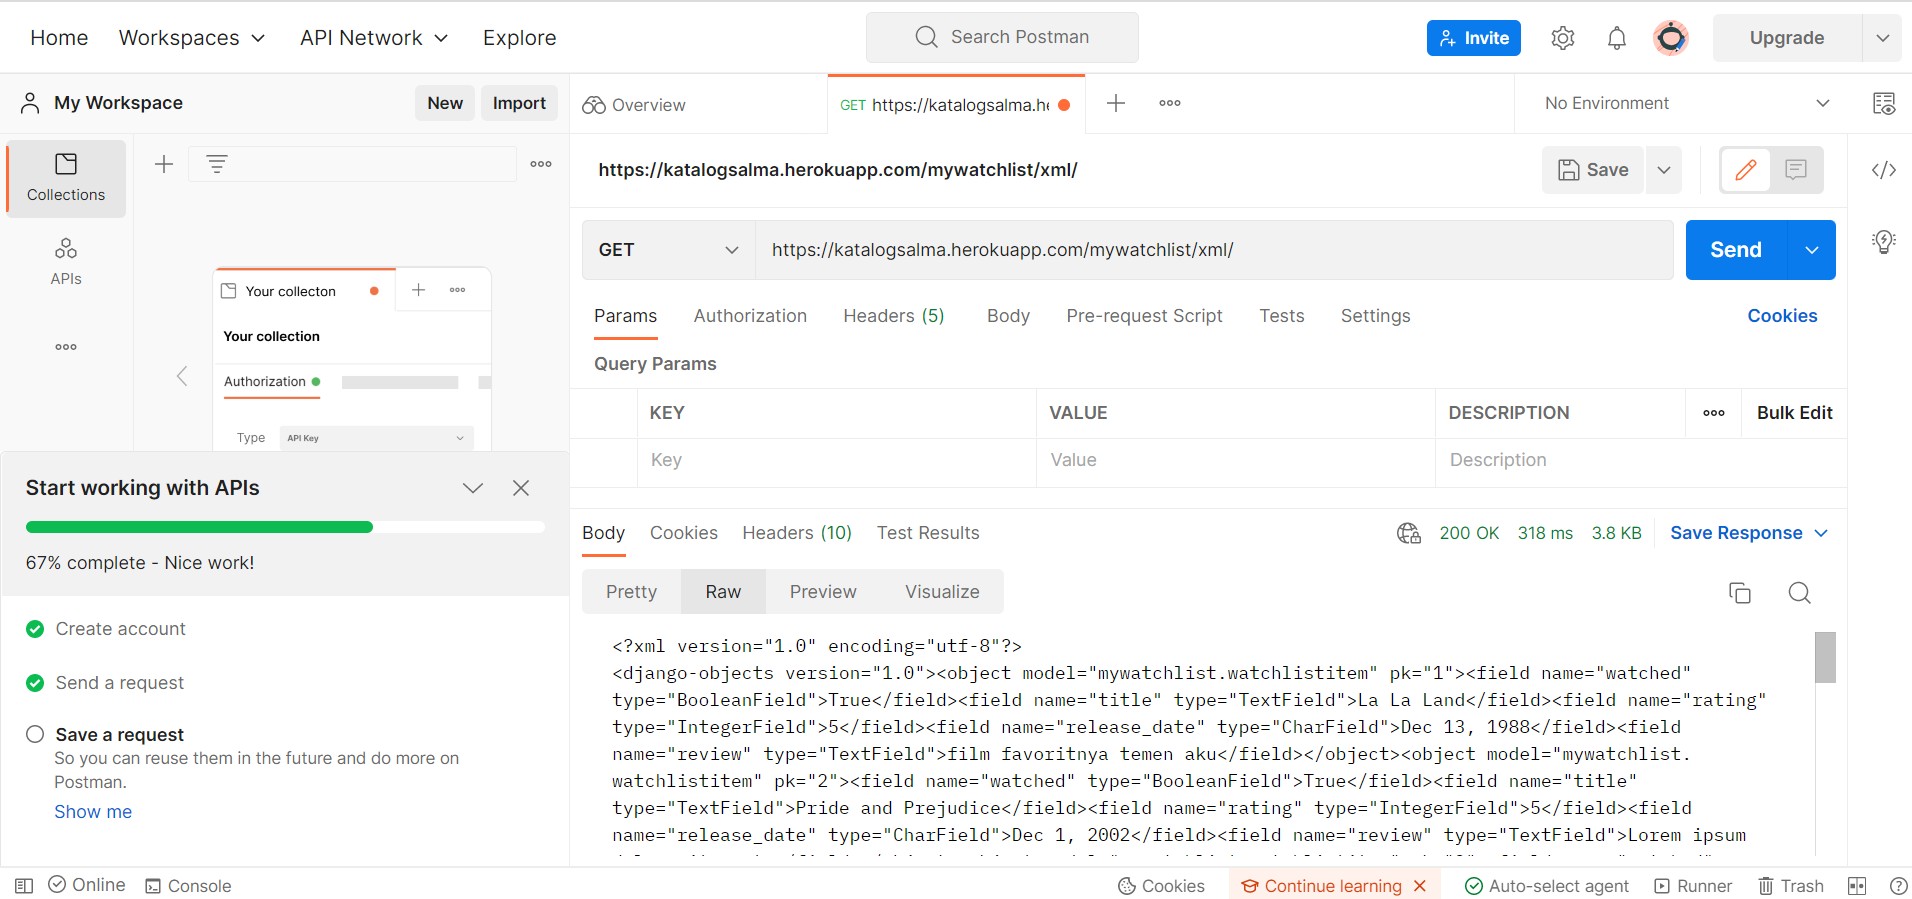 Home Workspaces API Network Explore Search Postman Invite Upgrade
My Workspace New Import Overview GET https://katalogsalma.he No Environment
Collections
APIs
Your collecton
Your collection
Authorization
Type API Key
Start working with APIs
67% complete - Nice work!
Create account
Send a request
Save a request
So you can reuse them in the future and do more on
Postman.
Show me
https://katalogsalma.herokuapp.com/mywatchlist/xml/ Save
GET https://katalogsalma.herokuapp.com/mywatchlist/xml/ Send
Params Authorization Headers (5) Body Pre-request Script Tests Settings Cookies
Query Params
KEY VALUE DESCRIPTION Bulk Edit
Key Value Description
Body Cookies Headers (10) Test Results 200 OK 318 ms 3.8 KB Save Response
Pretty Raw Preview Visualize
<?xml version="1.0" encoding="utf-8"?>
<django-objects version="1.0"><object model="mywatchlist.watchlistitem" pk="1"><field name="watched"
type="BooleanField">True</field><field name="title" type="TextField">La La Land</field><field name="rating"
type="IntegerField">5</field><field name="release_date" type="CharField">Dec 13, 1988</field><field
name="review" type="TextField">film favoritnya temen aku</field></object><object model="mywatchlist.
watchlistitem" pk="2"><field name="watched" type="BooleanField">True</field><field name="title"
type="TextField">Pride and Prejudice</field><field name="rating" type="IntegerField">5</field><field
name="release_date" type="CharField">Dec 1, 2002</field><field name="review" type="TextField">Lorem ipsum
Online Console Cookies Continue learning Auto-select agent Runner Trash